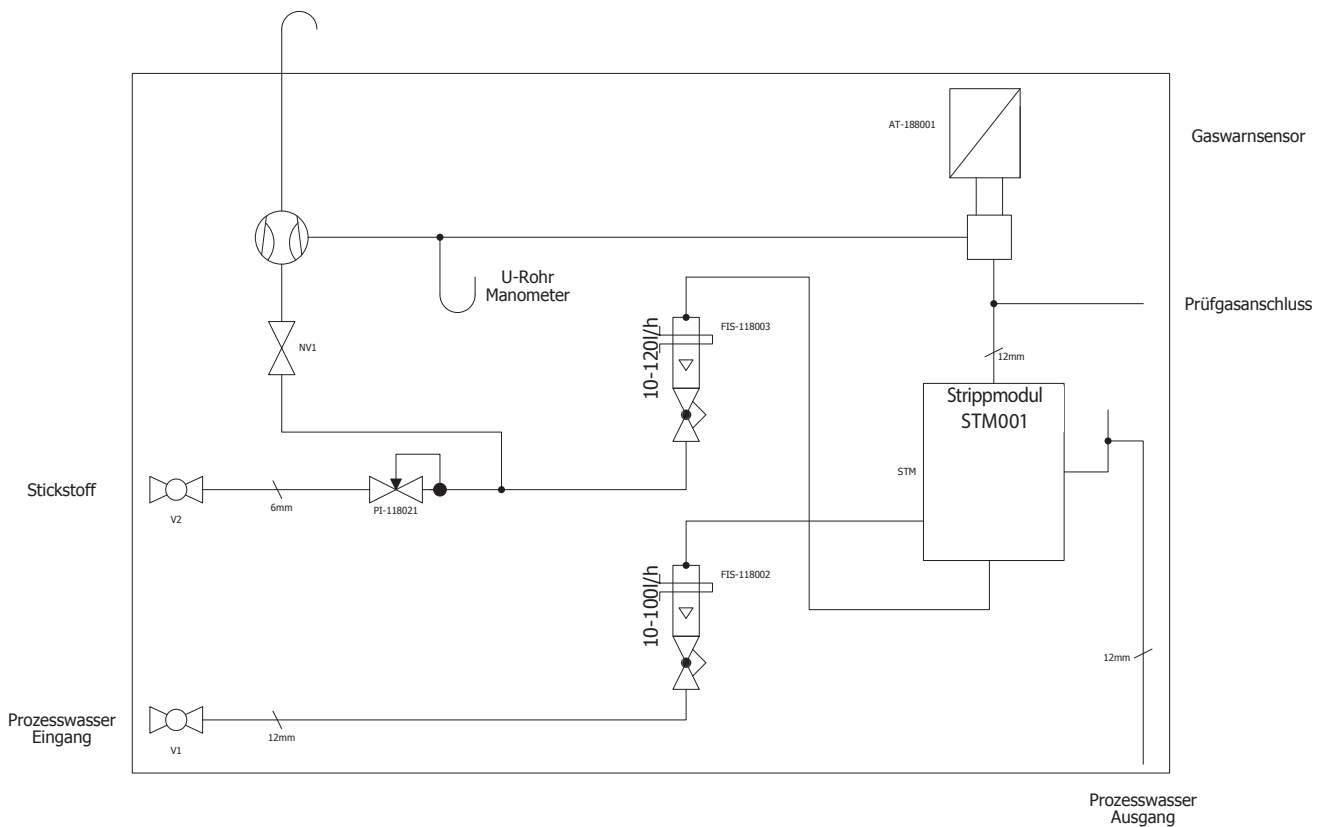 AT-188001
Gaswarnsensor
U-Rohr
Manometer
Prüfgasanschluss
NV1
10-120l/h
FIS-118003
12mm
Strippmodul
STM001
STM
Stickstoff
V2
6mm
PI-118021
10-100l/h
FIS-118002
12mm
Prozesswasser
Eingang
V1
12mm
Prozesswasser
Ausgang